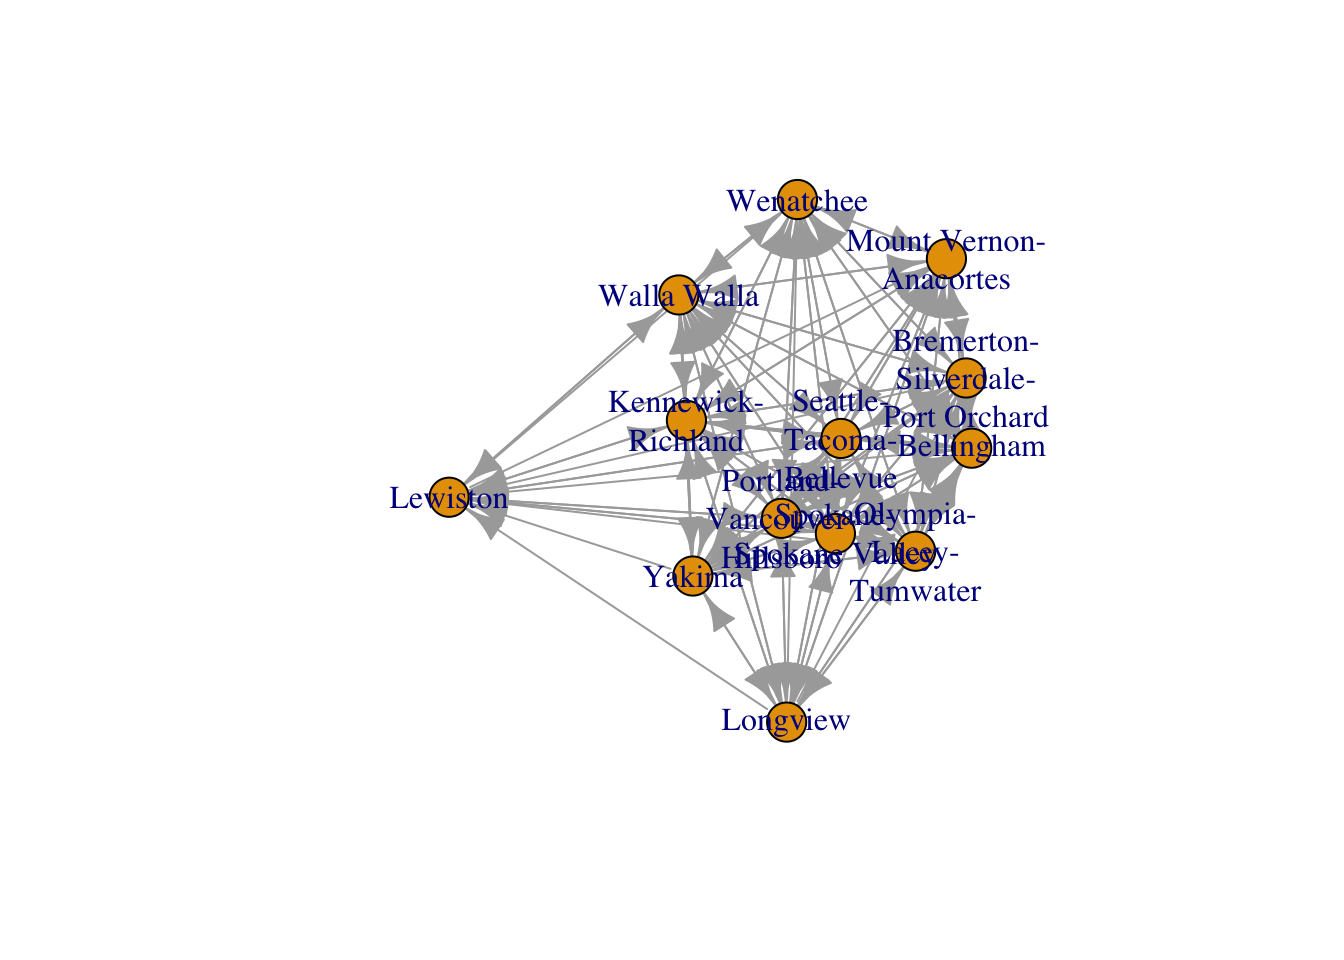 Wenatchee
Mount Vernon-
Anacortes
Walla Walla
Bremerton-
Silverdale-
Port Orchard
Kennewick-
Richland
Seattle-
Tacoma-
Bellevue
Bellingham
Portland-
Vancouver-
Hillsboro
Spokane-
Spokane Valley
Olympia-
Lacey-
Tumwater
Lewiston
Yakima
Longview